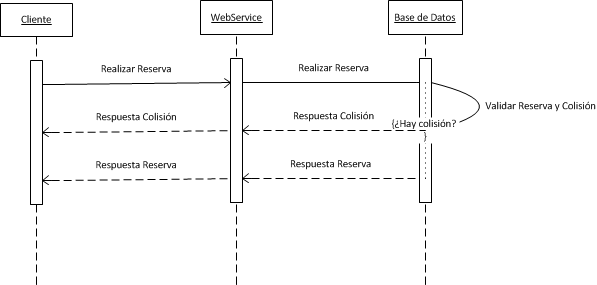 Cliente
WebService
Base de Datos
Realizar Reserva
Realizar Reserva
Validar Reserva y Colisión
Respuesta Colisión
Respuesta Colisión
{¿Hay colisión?
}
Respuesta Reserva
Respuesta Reserva